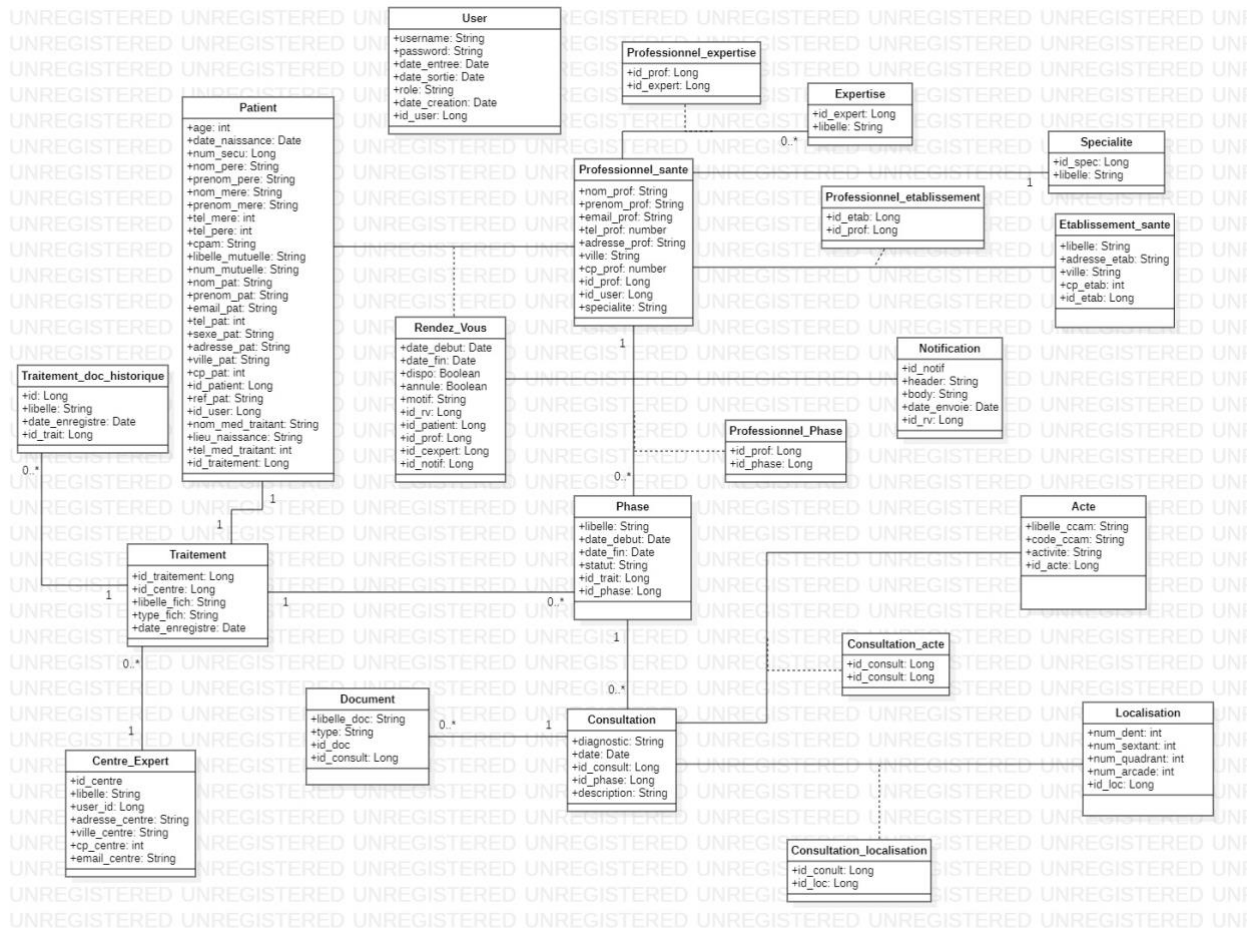 User
+username: String
+password: String
+date_entree: Date
+date_sortie: Date
+role: String
+date_creation: Date
+id_user: Long
Professionnel_expertise
+id_prof: Long
+id_expert: Long
Expertise
+id_expert: Long
+libelle: String
0..*
Patient
+age: int
+date_naissance: Date
+num_secu: Long
+nom_pere: String
+prenom_pere: String
+nom_mere: String
+prenom_mere: String
+tel_mere: int
+tel_pere: int
+cpam: String
+libelle_mutuelle: String
+num_mutuelle: String
+nom_pat: String
+prenom_pat: String
+email_pat: String
+tel_pat: int
+sexe_pat: String
+adresse_pat: String
+ville_pat: String
+cp_pat: int
+id_patient: Long
+ref_pat: String
+id_user: Long
+nom_med_traitant: String
+lieu_naissance: String
+tel_med_traitant: int
+id_traitement: Long
1
Professionnel_sante
+nom_prof: String
+prenom_prof: String
+email_prof: String
+tel_prof: number
+adresse_prof: String
+ville: String
+cp_prof: number
+id_prof: Long
+id_user: Long
+specialite: String
1
Specialite
+id_spec: Long
+libelle: String
1
Professionnel_etablissement
+id_etab: Long
+id_prof: Long
Etablissement_sante
+libelle: String
+adresse_etab: String
+ville: String
+cp_etab: int
+id_etab: Long
Rendez_Vous
+date_debut: Date
+date_fin: Date
+dispo: Boolean
+annule: Boolean
+motif: String
+id_rv: Long
+id_patient: Long
+id_prof: Long
+id_cexpert: Long
+id_notif: Long
Notification
+id_notif
+header: String
+body: String
+date_envoie: Date
+id_rv: Long
Traitement_doc_historique
+id: Long
+libelle: String
+date_enregistre: Date
+id_trait: Long
0..*
Professionnel_Phase
+id_prof: Long
+id_phase: Long
0..*
Phase
+libelle: String
+date_debut: Date
+date_fin: Date
+statut: String
+id_trait: Long
+id_phase: Long
0..*
1
Acte
+libelle_ccam: String
+code_ccam: String
+activite: String
+id_acte: Long
1
Traitement
+id_traitement: Long
+id_centre: Long
+libelle_fich: String
+type_fich: String
+date_enregistre: Date
1
1
0..*
Consultation_acte
+id_consult: Long
+id_consult: Long
Document
+libelle_doc: String
+type: String
+id_doc
+id_consult: Long
0..*
1
0..*
Consultation
+diagnostic: String
+date: Date
+id_consult: Long
+id_phase: Long
+description: String
Localisation
+num_dent: int
+num_sextant: int
+num_quadrant: int
+num_arcade: int
+id_loc: Long
1
Centre_Expert
+id_centre
+libelle: String
+user_id: Long
+adresse_centre: String
+ville_centre: String
+cp_centre: int
+email_centre: String
Consultation_localisation
+id_conult: Long
+id_loc: Long